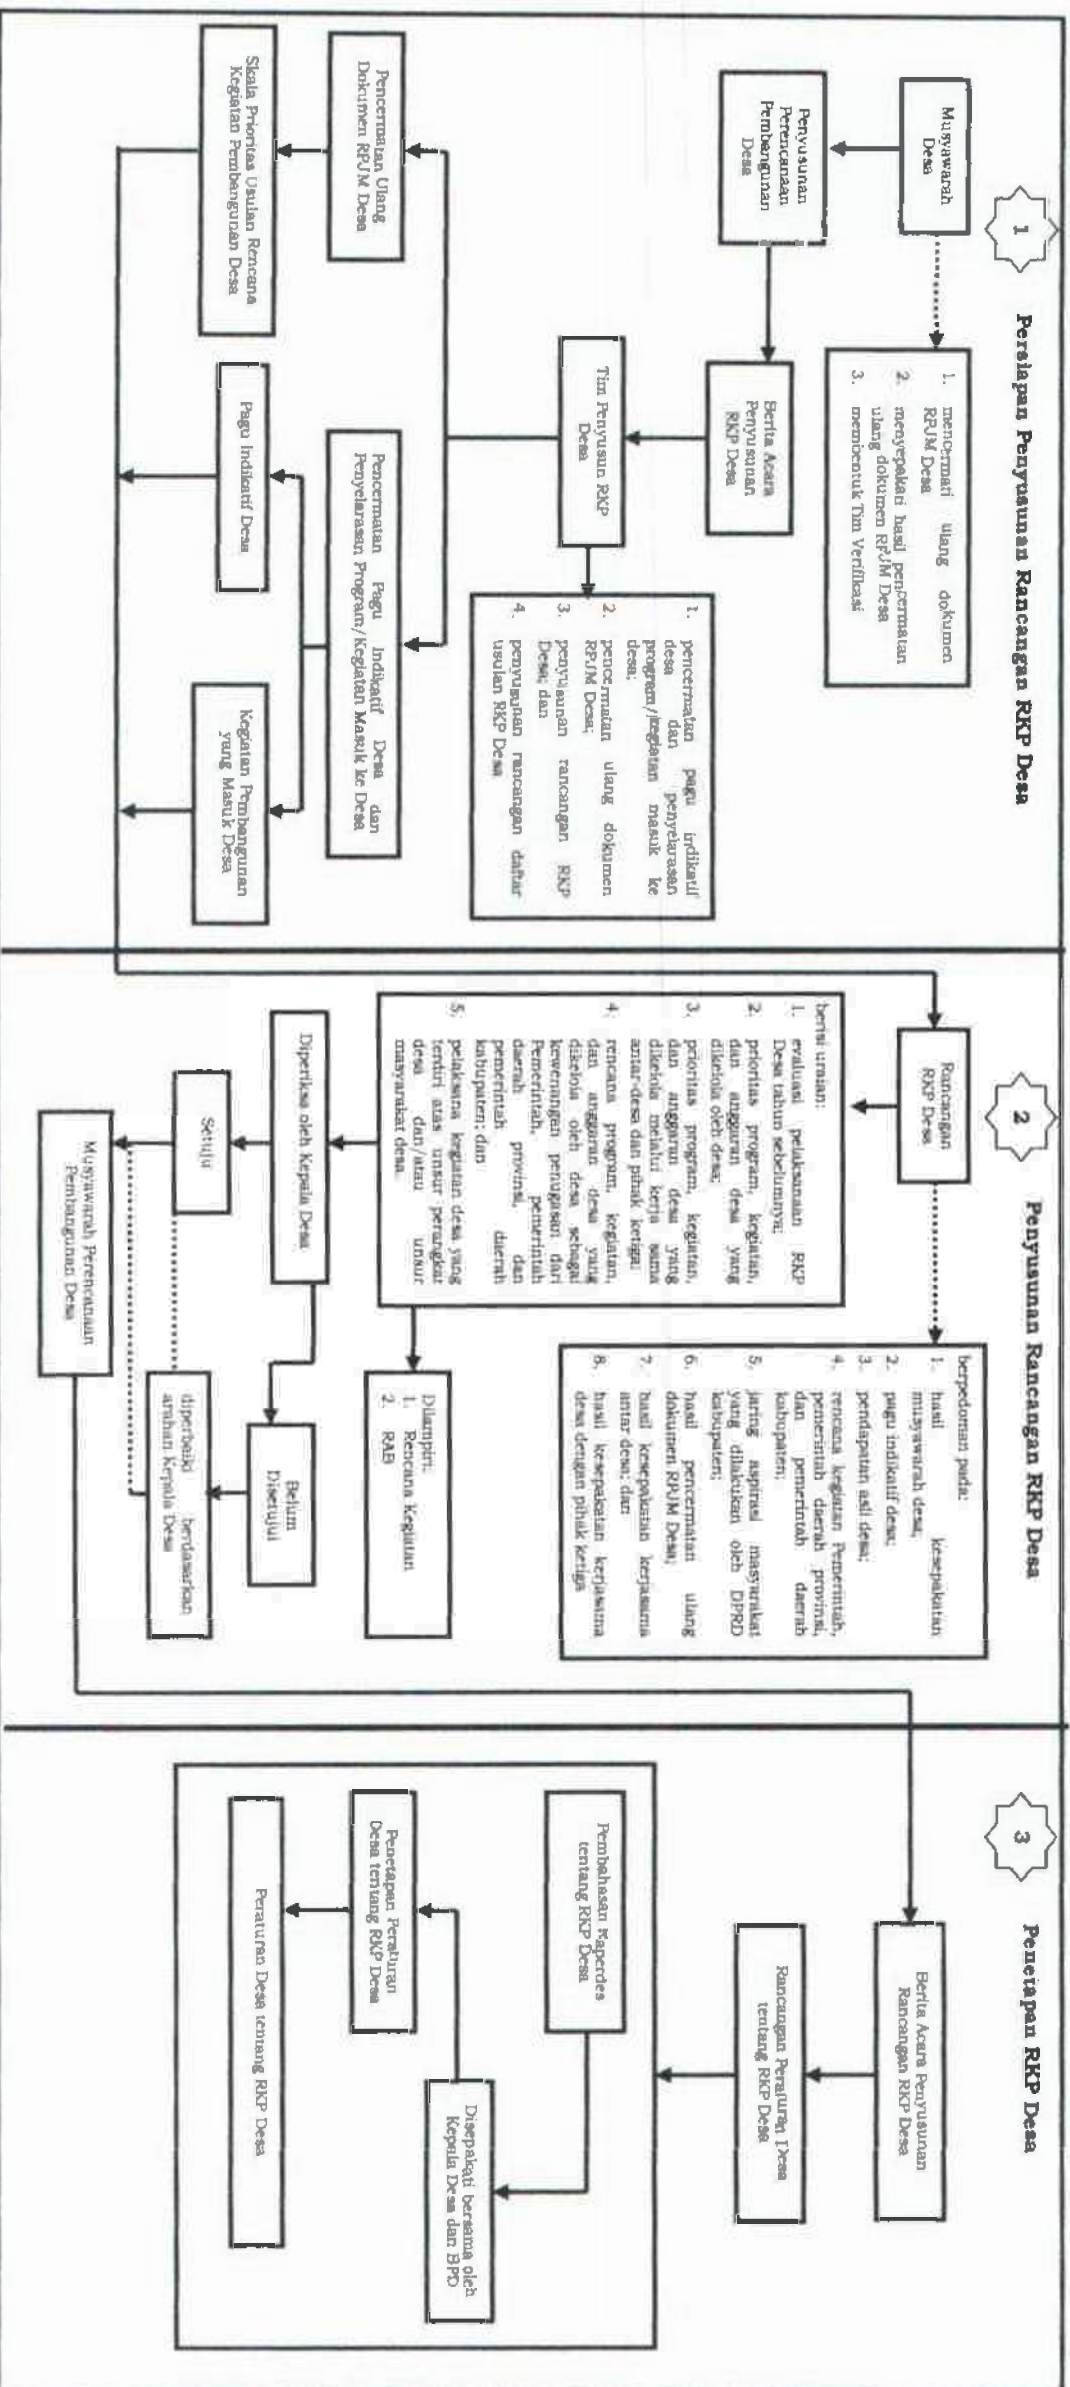 1
Persiapan Penyusunan Rancangan RKP Desa
Musyawarah
Desa
1. mencermati ulang dokumen
RPJM Desa
2. menyepakati hasil pencermatan
ulang dokumen RPJM Desa
3. membentuk Tim Verifikasi
Penyusunan
Perencanaan
Pembangunan
Desa
Berita Acara
Penyusunan
RKP Desa
Tim Penyusun RKP
Desa
1. pencermatan pagu indikatif
desa dan penyelarasan
program/kegiatan masuk ke
desa;
2. pencermatan ulang dokumen
RPJM Desa;
3. penyusunan rancangan RKP
Desa; dan
4. penyusunan rancangan daftar
usulan RKP Desa
Pencermatan Ulang
Dokumen RPJM Desa
Pencermatan Pagu Indikatif Desa dan
Penyelarasan Program/Kegiatan Masuk ke Desa
Skala Prioritas Usulan Rencana
Kegiatan Pembangunan Desa
Pagu Indikatif Desa
Kegiatan Pembangunan
yang Masuk Desa
2
Penyusunan Rancangan RKP Desa
Rancangan
RKP Desa
berpedoman pada:
1. hasil kesepakatan
musyawarah desa;
2. pagu indikatif desa;
3. pendapatan asli desa;
4. rencana kegiatan Pemerintah,
pemerintah daerah provinsi,
dan pemerintah daerah
kabupaten;
5. jaring aspirasi masyarakat
yang dilakukan oleh DPRD
kabupaten;
6. hasil pencermatan ulang
dokumen RPJM Desa;
7. hasil kesepakatan kerjasama
antar desa; dan
8. hasil kesepakatan kerjasama
desa dengan pihak ketiga
berisi uraian:
1. evaluasi pelaksanaan RKP
Desa tahun sebelumnya;
2. prioritas program, kegiatan,
dan anggaran desa yang
dikelola oleh desa;
3. prioritas program, kegiatan,
dan anggaran desa yang
dikelola melalui kerja sama
antar-desa dan pihak ketiga;
4. rencana program, kegiatan,
dan anggaran desa yang
dikelola oleh desa sebagai
kewenangan penugasan dari
Pemerintah, pemerintah
daerah provinsi, dan
pemerintah daerah
kabupaten; dan
5. pelaksana kegiatan desa yang
terdiri atas unsur perangkat
desa dan/atau unsur
masyarakat desa.
Dilampiri:
1. Rencana Kegiatan
2. RAB
Diperiksa oleh Kepala Desa
Belum
Disetujui
Setuju
diperbaiki berdasarkan
arahan Kepala Desa
Musyawarah Perencanaan
Pembangunan Desa
3
Penetapan RKP Desa
Berita Acara Penyusunan
Rancangan RKP Desa
Rancangan Peraturan Desa
tentang RKP Desa
Pembahasan Raperdes
tentang RKP Desa
Disepakati bersama oleh
Kepala Desa dan BPD
Penetapan Peraturan
Desa tentang RKP Desa
Peraturan Desa tentang RKP Desa